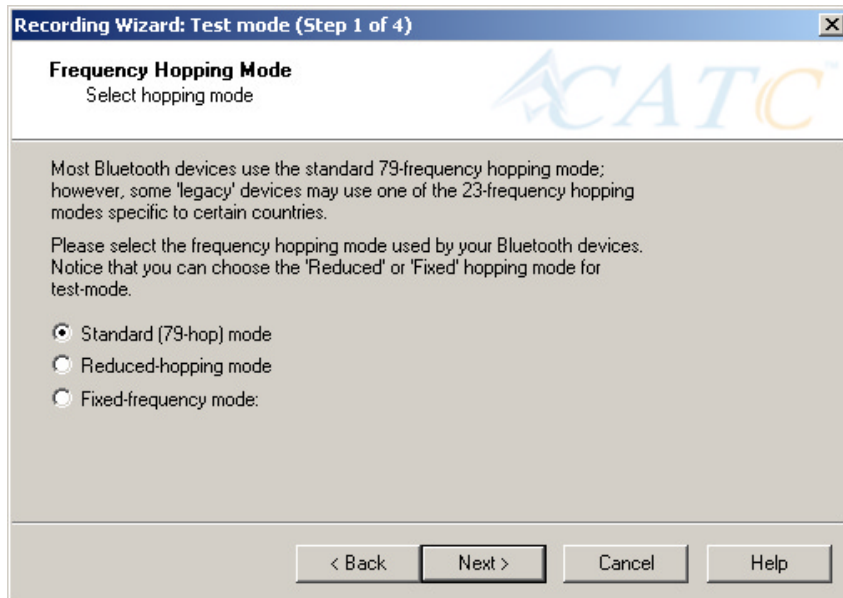 Recording Wizard: Test mode (Step 1 of 4)
Frequency Hopping Mode
Select hopping mode
CATC
Most Bluetooth devices use the standard 79-frequency hopping mode;
however, some 'legacy' devices may use one of the 23-frequency hopping
modes specific to certain countries.
Please select the frequency hopping mode used by your Bluetooth devices.
Notice that you can choose the 'Reduced' or 'Fixed' hopping mode for
test-mode.
Standard (79-hop) mode
Reduced-hopping mode
Fixed-frequency mode:
< Back Next > Cancel Help